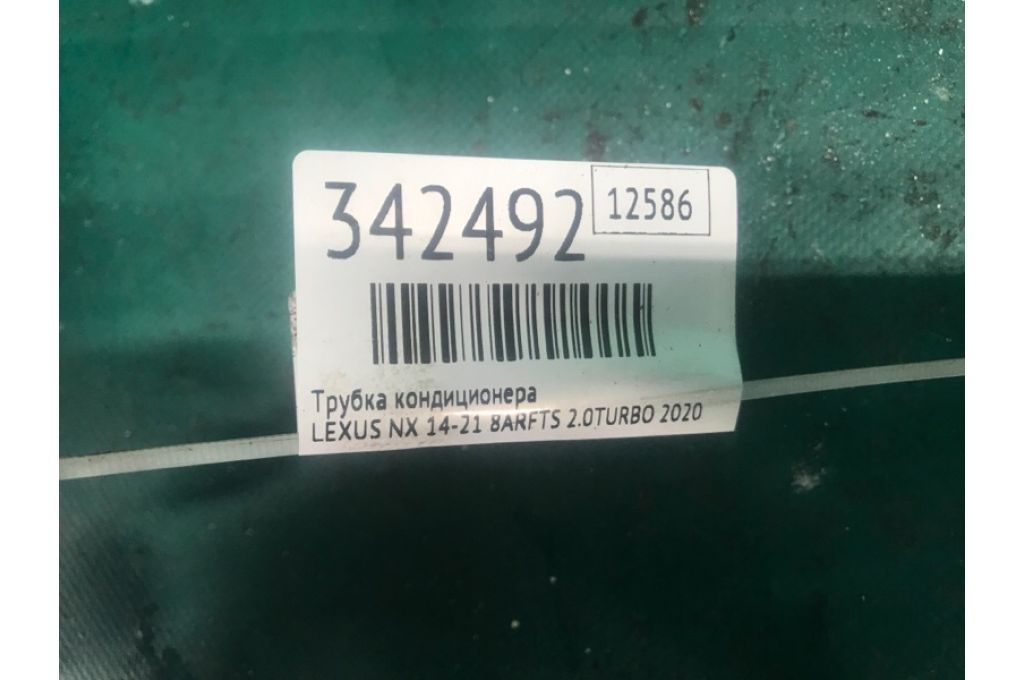 342492 12586
Трубка кондиционера
LEXUS NX 14-21 8ARFTS 2.0TURBO 2020